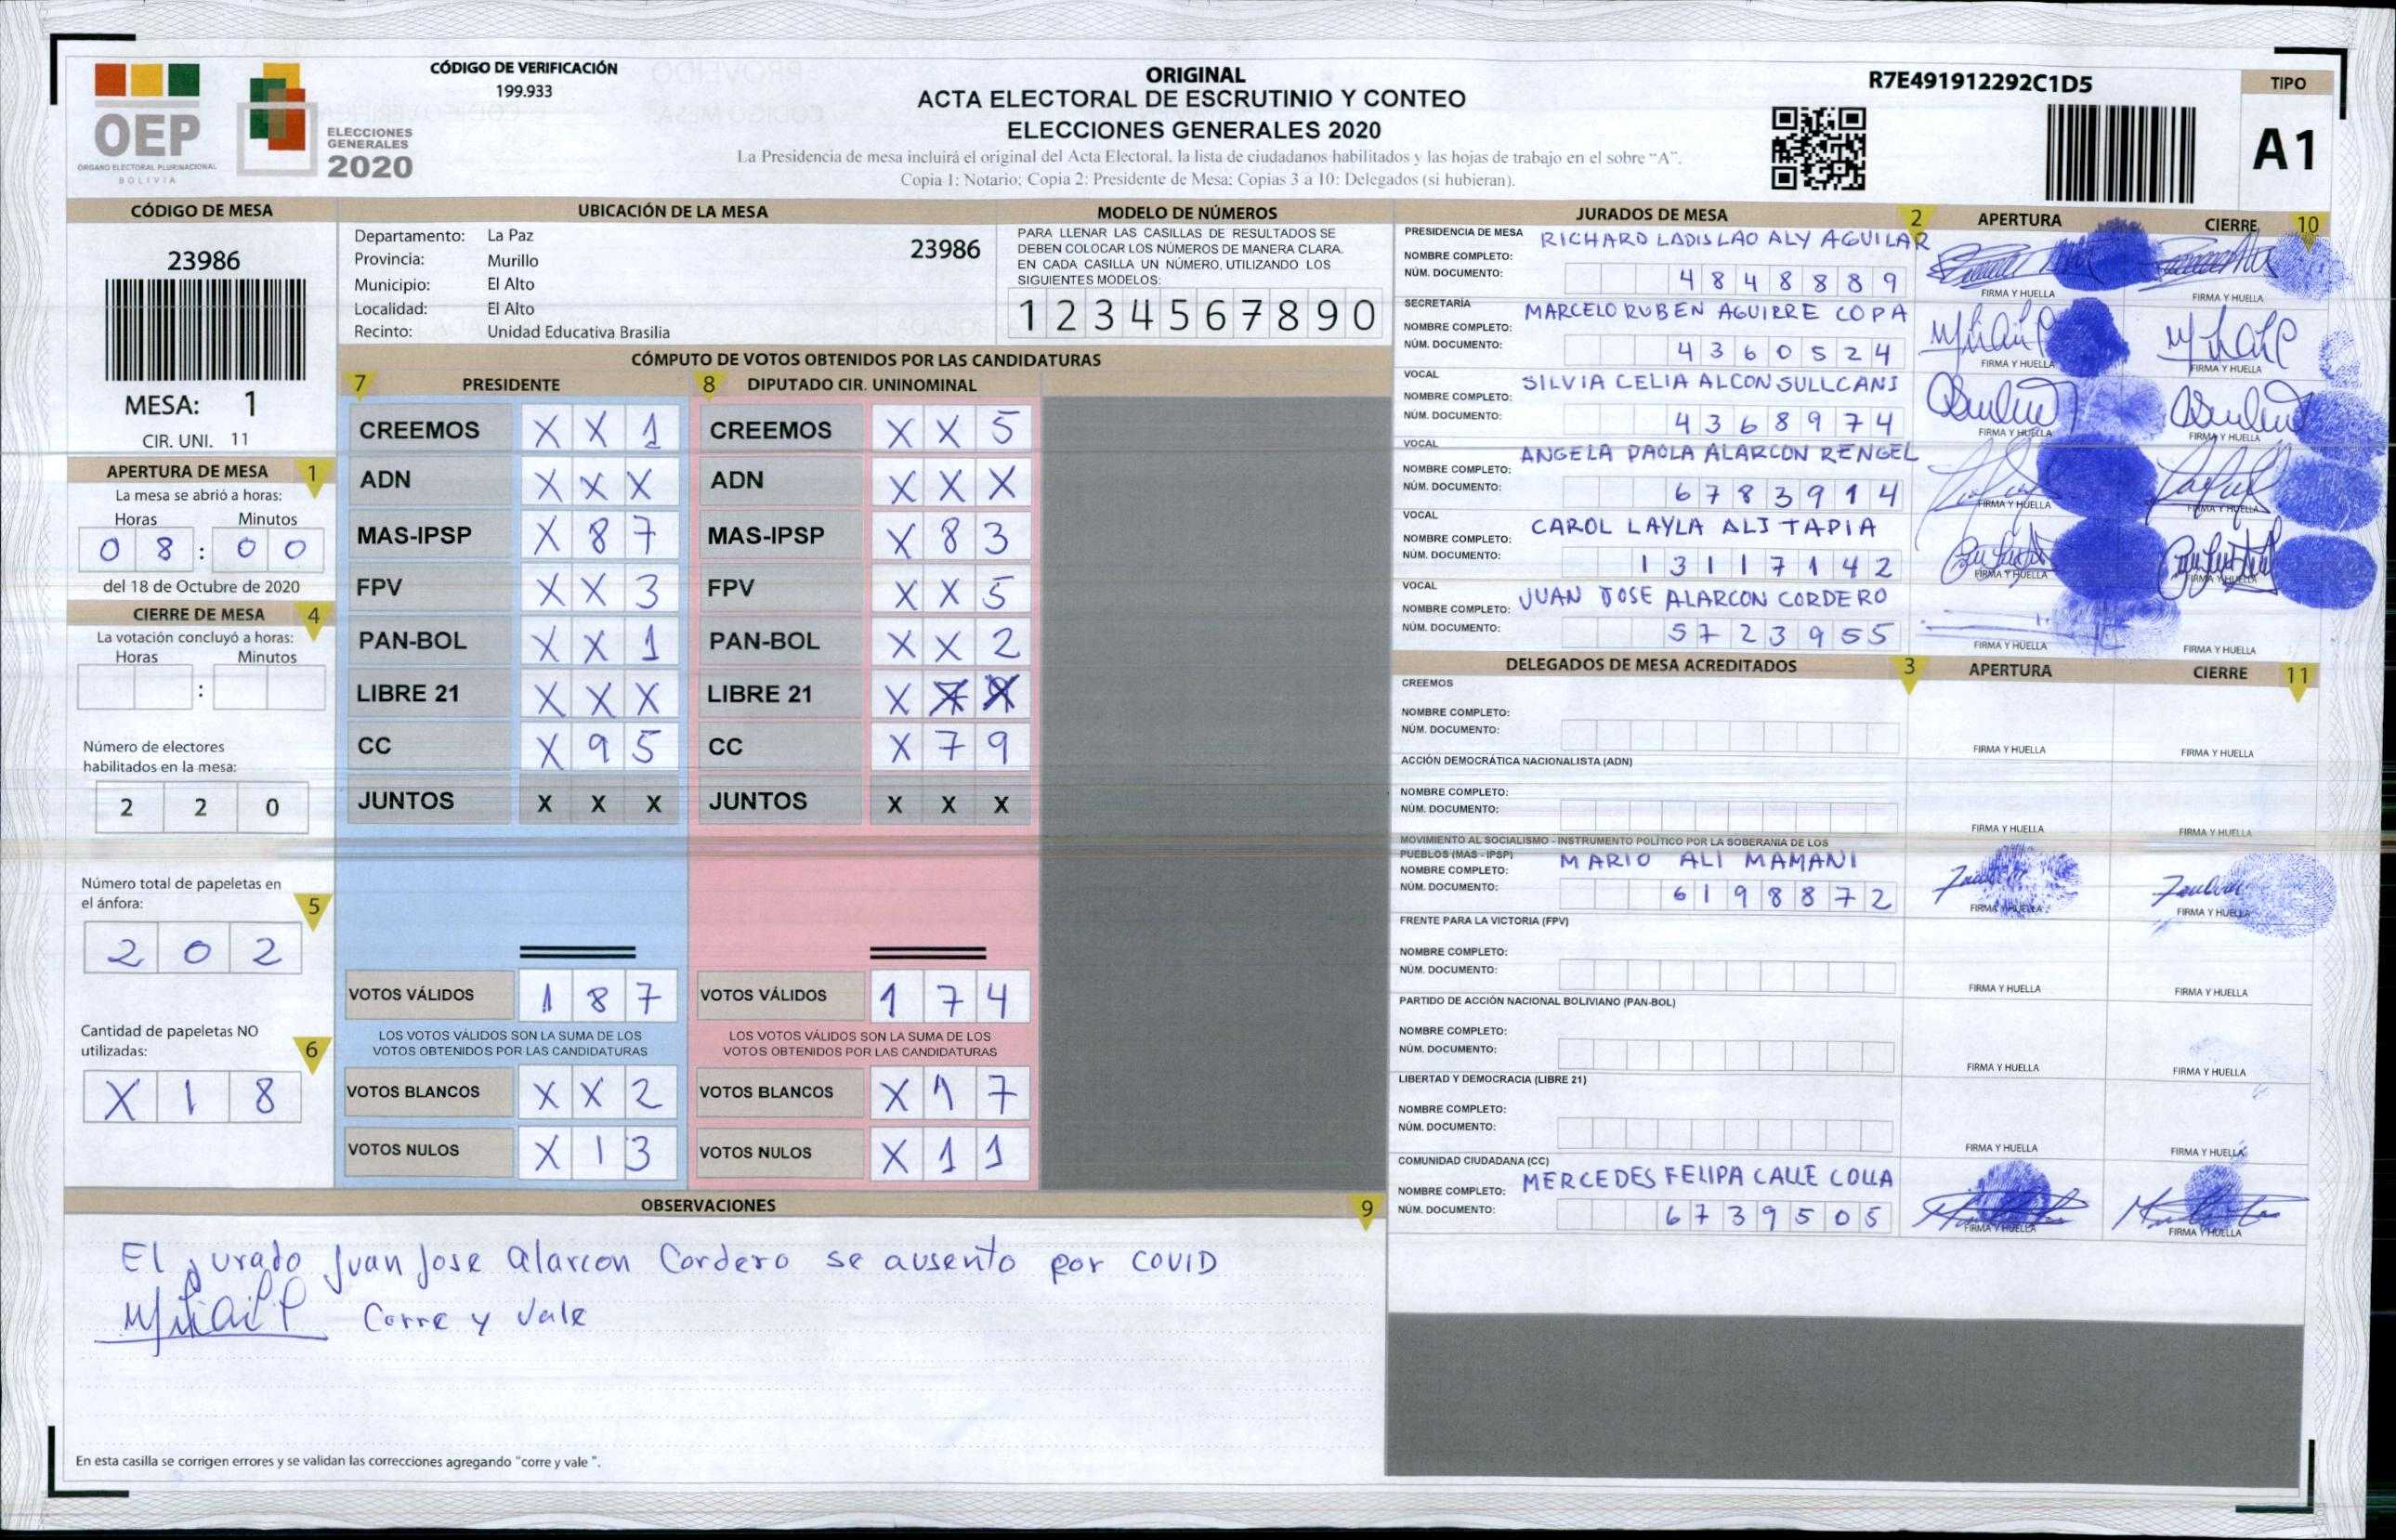 CÓDIGO DE VERIFICACIÓN
199.933
OEP
ÓRGANO ELECTORAL PLURINACIONAL
BOLIVIA
ELECCIONES
GENERALES
2020
ORIGINAL
ACTA ELECTORAL DE ESCRUTINIO Y CONTEO
ELECCIONES GENERALES 2020
La Presidencia de mesa incluirá el original del Acta Electoral, la lista de ciudadanos habilitados y las hojas de trabajo en el sobre "A".
Copia 1: Notario; Copia 2: Presidente de Mesa; Copias 3 a 10: Delegados (si hubieran).
R7E491912292C1D5
TIPO
A1
CÓDIGO DE MESA
23986
MESA: 1
CIR. UNI. 11
APERTURA DE MESA 1
La mesa se abrió a horas:
Horas Minutos
0 8 : 0 0
del 18 de Octubre de 2020
CIERRE DE MESA 4
La votación concluyó a horas:
Horas Minutos
:
Número de electores
habilitados en la mesa:
2 2 0
Número total de papeletas en
el ánfora: 5
2 0 2
Cantidad de papeletas NO
utilizadas: 6
X 1 8
UBICACIÓN DE LA MESA
Departamento: La Paz 23986
Provincia: Murillo
Municipio: El Alto
Localidad: El Alto
Recinto: Unidad Educativa Brasilia
MODELO DE NÚMEROS
PARA LLENAR LAS CASILLAS DE RESULTADOS SE
DEBEN COLOCAR LOS NÚMEROS DE MANERA CLARA.
EN CADA CASILLA UN NÚMERO, UTILIZANDO LOS
SIGUIENTES MODELOS:
1 2 3 4 5 6 7 8 9 0
CÓMPUTO DE VOTOS OBTENIDOS POR LAS CANDIDATURAS
7 PRESIDENTE 8 DIPUTADO CIR. UNINOMINAL
CREEMOS X X 1 CREEMOS X X 5
ADN X X X ADN X X X
MAS-IPSP X 8 7 MAS-IPSP X 8 3
FPV X X 3 FPV X X 5
PAN-BOL X X 1 PAN-BOL X X 2
LIBRE 21 X X X LIBRE 21 X X X
CC X 9 5 CC X 7 9
JUNTOS X X X JUNTOS X X X
VOTOS VÁLIDOS 1 8 7 VOTOS VÁLIDOS 1 7 4
LOS VOTOS VÁLIDOS SON LA SUMA DE LOS LOS VOTOS VÁLIDOS SON LA SUMA DE LOS
VOTOS OBTENIDOS POR LAS CANDIDATURAS VOTOS OBTENIDOS POR LAS CANDIDATURAS
VOTOS BLANCOS X X 2 VOTOS BLANCOS X 1 7
VOTOS NULOS X 1 3 VOTOS NULOS X 1 1
OBSERVACIONES 9
El jurado Juan Jose Alarcon Cordero se ausento por COVID
Corre y Vale
En esta casilla se corrigen errores y se validan las correcciones agregando "corre y vale ".
JURADOS DE MESA 2 APERTURA CIERRE 10
PRESIDENCIA DE MESA RICHARD LADISLAO ALY AGUILAR
NOMBRE COMPLETO:
NÚM. DOCUMENTO: 4 8 4 8 8 8 9
FIRMA Y HUELLA FIRMA Y HUELLA
SECRETARÍA MARCELO RUBEN AGUIRRE COPA
NOMBRE COMPLETO:
NÚM. DOCUMENTO: 4 3 6 0 5 2 4
FIRMA Y HUELLA FIRMA Y HUELLA
VOCAL SILVIA CELIA ALCON SULLCANI
NOMBRE COMPLETO:
NÚM. DOCUMENTO: 4 3 6 8 9 7 4
FIRMA Y HUELLA FIRMA Y HUELLA
VOCAL ANGELA PAOLA ALARCON RENGEL
NOMBRE COMPLETO:
NÚM. DOCUMENTO: 6 7 8 3 9 1 4
FIRMA Y HUELLA FIRMA Y HUELLA
VOCAL CAROL LAYLA ALI TAPIA
NOMBRE COMPLETO:
NÚM. DOCUMENTO: 1 3 1 1 7 1 4 2
FIRMA Y HUELLA FIRMA Y HUELLA
VOCAL
NOMBRE COMPLETO: JUAN JOSE ALARCON CORDERO
NÚM. DOCUMENTO: 5 7 2 3 9 5 5
FIRMA Y HUELLA FIRMA Y HUELLA
DELEGADOS DE MESA ACREDITADOS 3 APERTURA CIERRE 11
CREEMOS
NOMBRE COMPLETO:
NÚM. DOCUMENTO:
FIRMA Y HUELLA FIRMA Y HUELLA
ACCIÓN DEMOCRÁTICA NACIONALISTA (ADN)
NOMBRE COMPLETO:
NÚM. DOCUMENTO:
FIRMA Y HUELLA FIRMA Y HUELLA
MOVIMIENTO AL SOCIALISMO - INSTRUMENTO POLÍTICO POR LA SOBERANIA DE LOS
PUEBLOS (MAS - IPSP) MARIO ALI MAMANI
NOMBRE COMPLETO:
NÚM. DOCUMENTO: 6 1 9 8 8 7 2
FIRMA Y HUELLA FIRMA Y HUELLA
FRENTE PARA LA VICTORIA (FPV)
NOMBRE COMPLETO:
NÚM. DOCUMENTO:
FIRMA Y HUELLA FIRMA Y HUELLA
PARTIDO DE ACCIÓN NACIONAL BOLIVIANO (PAN-BOL)
NOMBRE COMPLETO:
NÚM. DOCUMENTO:
FIRMA Y HUELLA FIRMA Y HUELLA
LIBERTAD Y DEMOCRACIA (LIBRE 21)
NOMBRE COMPLETO:
NÚM. DOCUMENTO:
FIRMA Y HUELLA FIRMA Y HUELLA
COMUNIDAD CIUDADANA (CC)
NOMBRE COMPLETO: MERCEDES FELIPA CALLE COLLA
NÚM. DOCUMENTO: 6 7 3 9 5 0 5
FIRMA Y HUELLA FIRMA Y HUELLA